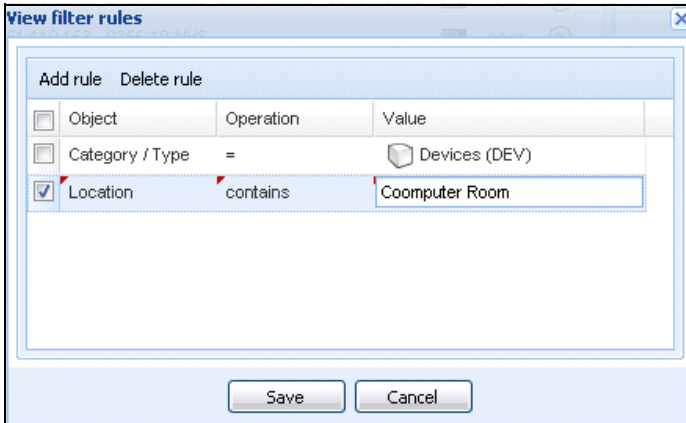 View filter rules
Add rule Delete rule
Object Operation Value
Category / Type = Devices (DEV)
Location contains Coomputer Room
Save Cancel